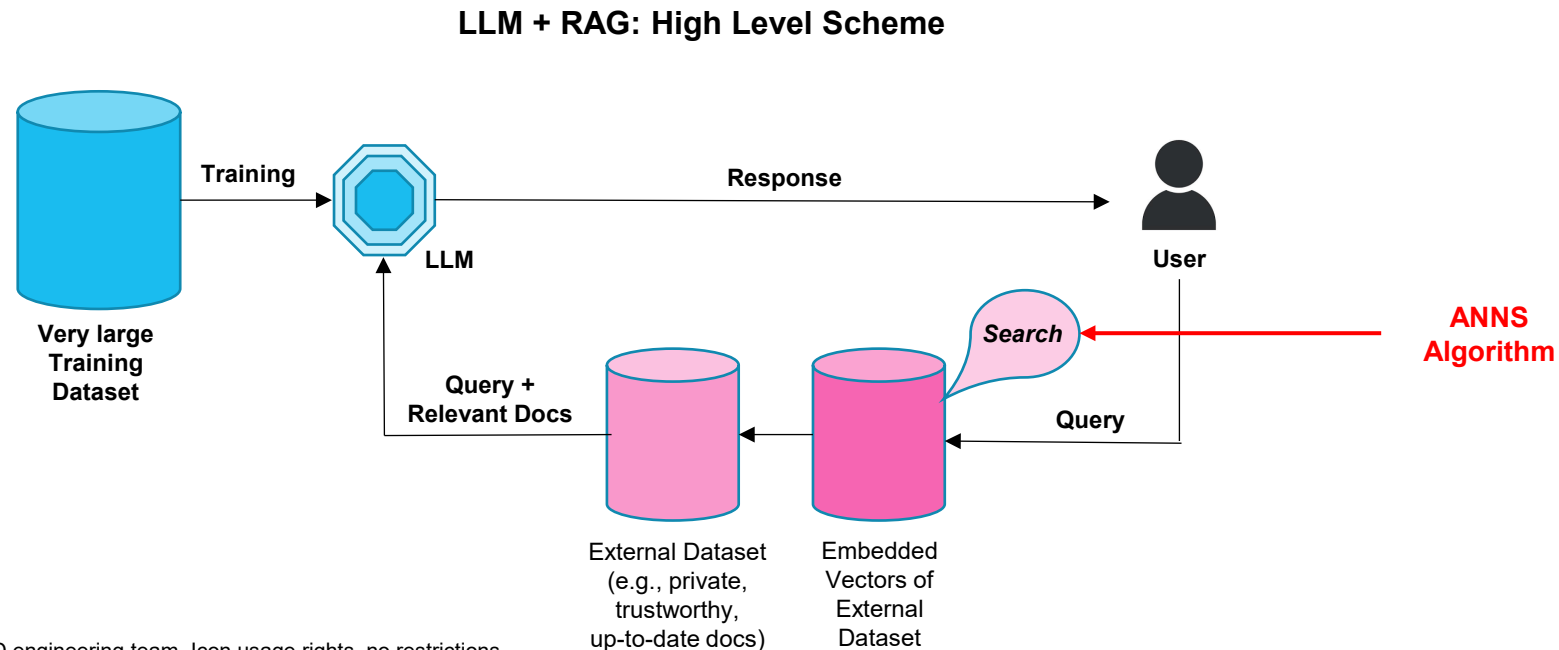 LLM + RAG: High Level Scheme
Training
Response
LLM
User
Very large
Training
Dataset
Search
ANNS
Algorithm
Query +
Relevant Docs
Query
External Dataset
(e.g., private,
trustworthy,
up-to-date docs)
Embedded
Vectors of
External
Dataset
engineering team. Icon usage rights, no restrictions